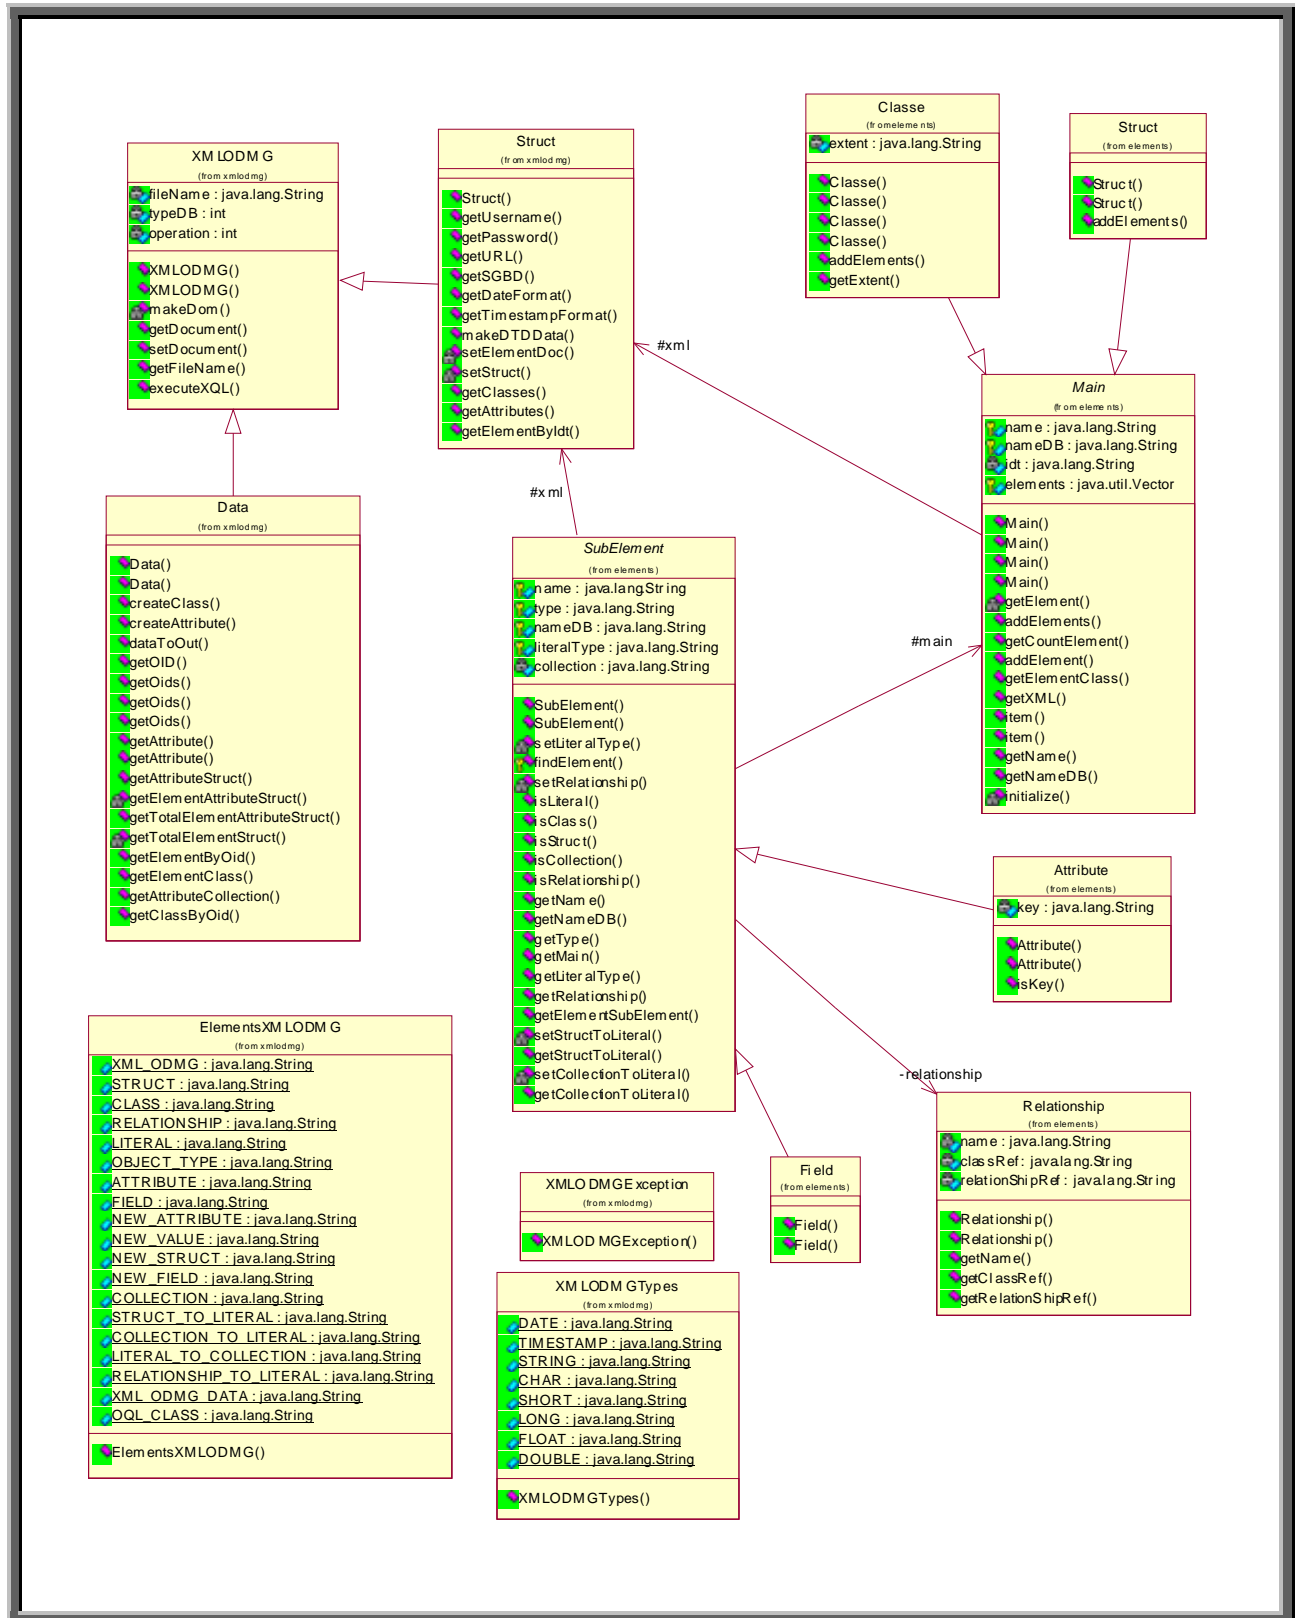 XMLODMG
(from xmlodmg)
fileName : java.lang.String
typeDB : int
operation : int
XMLODMG()
XMLODMG()
makeDom()
getDocument()
setDocument()
getFileName()
executeXQL()
Struct
(from xmlodmg)
Struct()
getUsername()
getPassword()
getURL()
getSGBD()
getDateFormat()
getTimestampFormat()
makeDTDData()
setElementDoc()
setStruct()
getClasses()
getAttributes()
getElementByIdt()
Classe
(from elements)
extent : java.lang.String
Classe()
Classe()
Classe()
Classe()
addElements()
getExtent()
Struct
(from elements)
Struct()
Struct()
addElements()
#xml
Main
(from elements)
name : java.lang.String
nameDB : java.lang.String
idt : java.lang.String
elements : java.util.Vector
Main()
Main()
Main()
Main()
getElement()
addElements()
getCountElement()
addElement()
getElementClass()
getXML()
item()
item()
getName()
getNameDB()
initialize()
#xml
#main
Data
(from xmlodmg)
Data()
Data()
createClass()
createAttribute()
dataToOut()
getOID()
getOids()
getOids()
getOids()
getAttribute()
getAttribute()
getAttributeStruct()
getElementAttributeStruct()
getTotalElementAttributeStruct()
getTotalElementStruct()
getElementByOid()
getElementClass()
getAttributeCollection()
getClassByOid()
SubElement
(from elements)
name : java.lang.String
type : java.lang.String
nameDB : java.lang.String
literalType : java.lang.String
collection : java.lang.String
SubElement()
SubElement()
setLiteralType()
findElement()
setRelationship()
isLiteral()
isClass()
isStruct()
isCollection()
isRelationship()
getName()
getNameDB()
getType()
getMain()
getLiteralType()
getRelationship()
getElementSubElement()
setStructToLiteral()
getStructToLiteral()
setCollectionToLiteral()
getCollectionToLiteral()
Attribute
(from elements)
key : java.lang.String
Attribute()
Attribute()
isKey()
-relationship
Relationship
(from elements)
name : java.lang.String
classRef : java.lang.String
relationShipRef : java.lang.String
Relationship()
Relationship()
getName()
getClassRef()
getRelationShipRef()
ElementsXMLODMG
(from xmlodmg)
XML_ODMG : java.lang.String
STRUCT : java.lang.String
CLASS : java.lang.String
RELATIONSHIP : java.lang.String
LITERAL : java.lang.String
OBJECT_TYPE : java.lang.String
ATTRIBUTE : java.lang.String
FIELD : java.lang.String
NEW_ATTRIBUTE : java.lang.String
NEW_VALUE : java.lang.String
NEW_STRUCT : java.lang.String
NEW_FIELD : java.lang.String
COLLECTION : java.lang.String
STRUCT_TO_LITERAL : java.lang.String
COLLECTION_TO_LITERAL : java.lang.String
LITERAL_TO_COLLECTION : java.lang.String
RELATIONSHIP_TO_LITERAL : java.lang.String
XML_ODMG_DATA : java.lang.String
OQL_CLASS : java.lang.String
ElementsXMLODMG()
XMLODMGException
(from xmlodmg)
XMLODMGException()
Field
(from elements)
Field()
Field()
XMLODMGTypes
(from xmlodmg)
DATE : java.lang.String
TIMESTAMP : java.lang.String
STRING : java.lang.String
CHAR : java.lang.String
SHORT : java.lang.String
LONG : java.lang.String
FLOAT : java.lang.String
DOUBLE : java.lang.String
XMLODMGTypes()